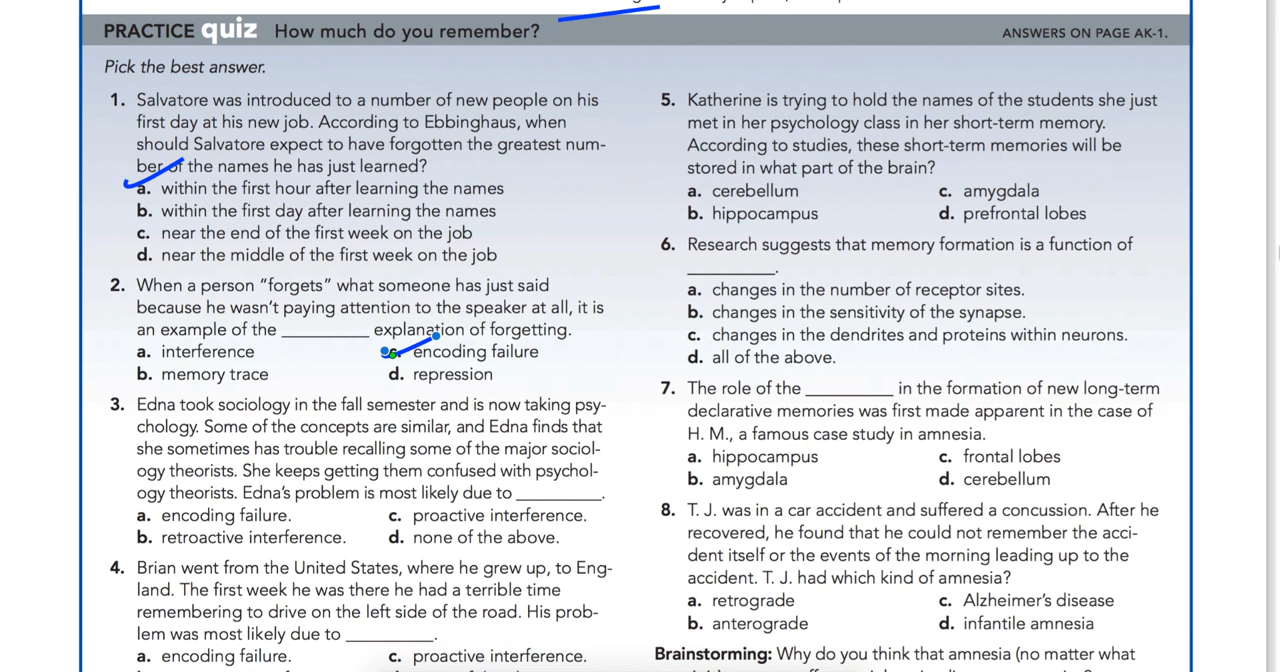 PRACTICE quiz How much do you remember?
ANSWERS ON PAGE AK-1.
Pick the best answer.
1. Salvatore was introduced to a number of new people on his
first day at his new job. According to Ebbinghaus, when
should Salvatore expect to have forgotten the greatest num-
ber of the names he has just learned?
a. within the first hour after learning the names
b. within the first day after learning the names
c. near the end of the first week on the job
d. near the middle of the first week on the job
2. When a person "forgets" what someone has just said
because he wasn't paying attention to the speaker at all, it is
an example of the __________ explanation of forgetting.
a. interference
c. encoding failure
b. memory trace
d. repression
3. Edna took sociology in the fall semester and is now taking psy-
chology. Some of the concepts are similar, and Edna finds that
she sometimes has trouble recalling some of the major sociol-
ogy theorists. She keeps getting them confused with psychol-
ogy theorists. Edna's problem is most likely due to __________.
a. encoding failure.
c. proactive interference.
b. retroactive interference.
d. none of the above.
4. Brian went from the United States, where he grew up, to Eng-
land. The first week he was there he had a terrible time
remembering to drive on the left side of the road. His prob-
lem was most likely due to __________.
a. encoding failure.
c. proactive interference.
5. Katherine is trying to hold the names of the students she just
met in her psychology class in her short-term memory.
According to studies, these short-term memories will be
stored in what part of the brain?
a. cerebellum
c. amygdala
b. hippocampus
d. prefrontal lobes
6. Research suggests that memory formation is a function of
__________.
a. changes in the number of receptor sites.
b. changes in the sensitivity of the synapse.
c. changes in the dendrites and proteins within neurons.
d. all of the above.
7. The role of the __________ in the formation of new long-term
declarative memories was first made apparent in the case of
H. M., a famous case study in amnesia.
a. hippocampus
c. frontal lobes
b. amygdala
d. cerebellum
8. T. J. was in a car accident and suffered a concussion. After he
recovered, he found that he could not remember the acci-
dent itself or the events of the morning leading up to the
accident. T. J. had which kind of amnesia?
a. retrograde
c. Alzheimer's disease
b. anterograde
d. infantile amnesia
Brainstorming: Why do you think that amnesia (no matter what